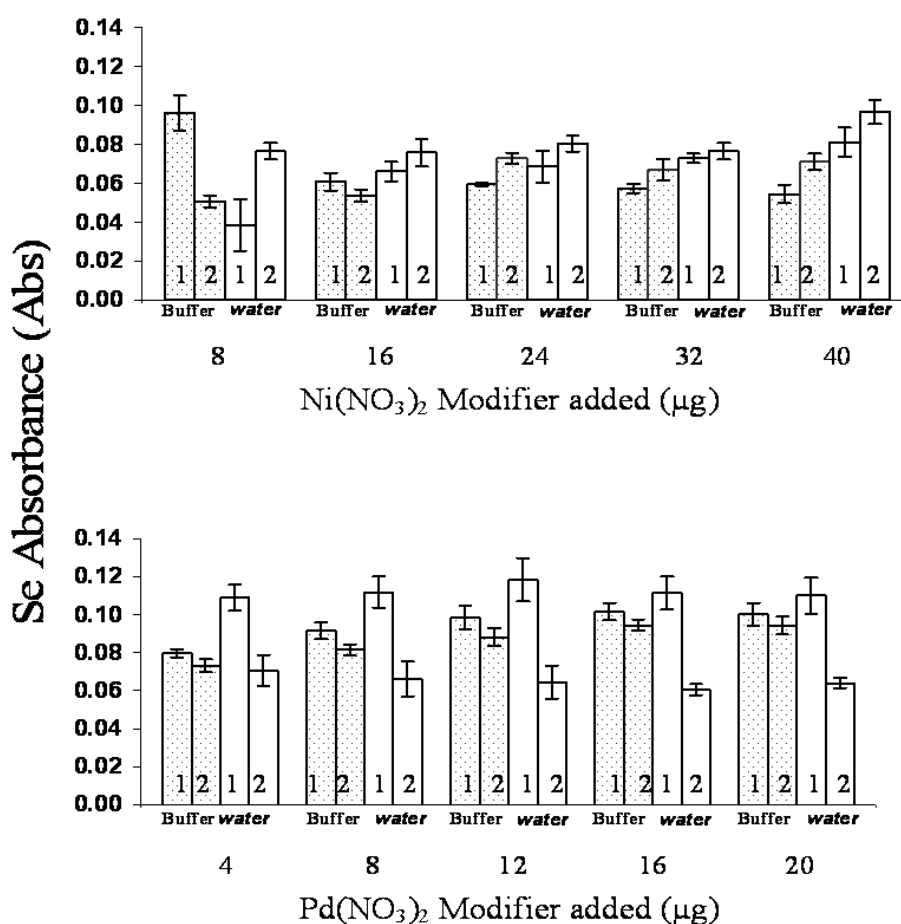 Se Absorbance (Abs)
0.14
0.12
0.10
0.08
0.06
0.04
0.02
0.00
1 2 1 2 1 2 1 2 1 2 1 2 1 2 1 2 1 2 1 2
Buffer water Buffer water Buffer water Buffer water Buffer water
8 16 24 32 40
Ni(NO₃)₂ Modifier added (µg)
0.14
0.12
0.10
0.08
0.06
0.04
0.02
0.00
1 2 1 2 1 2 1 2 1 2 1 2 1 2 1 2 1 2 1 2
Buffer water Buffer water Buffer water Buffer water Buffer water
4 8 12 16 20
Pd(NO₃)₂ Modifier added (µg)